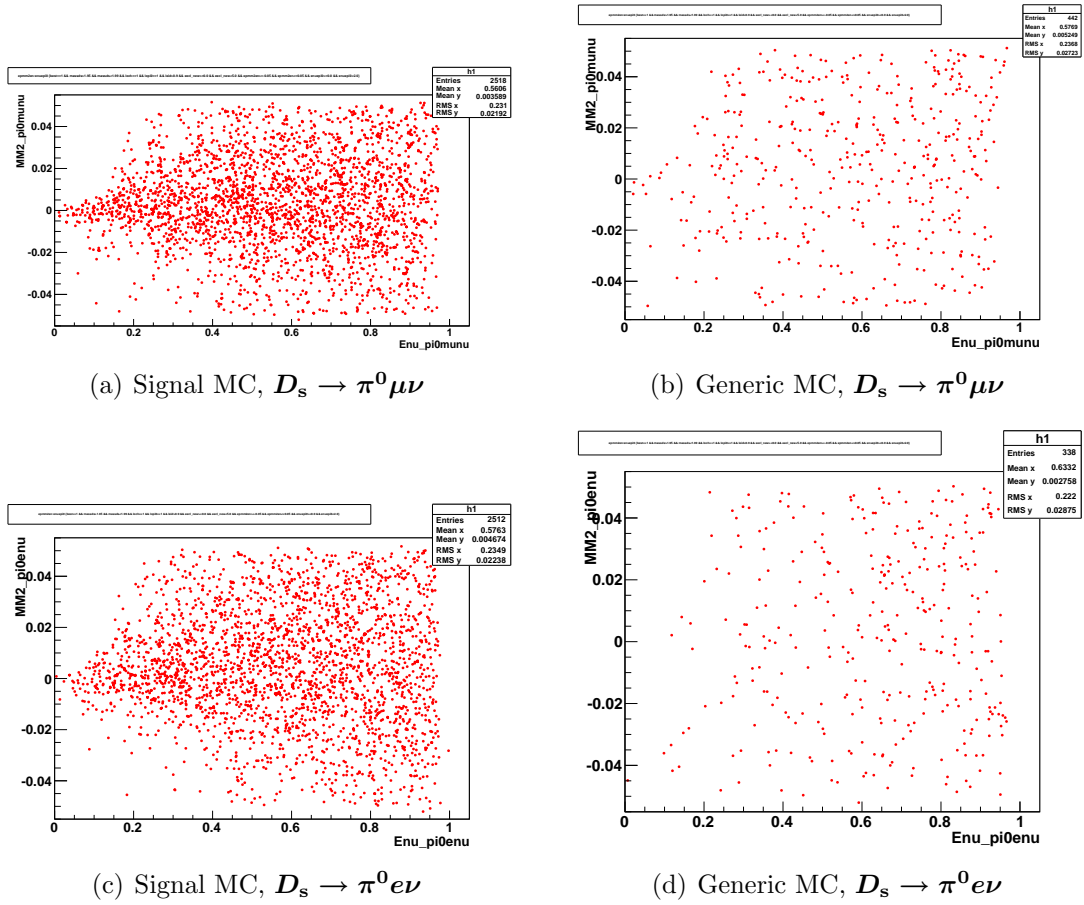 h1
Entries 2518
Mean x 0.5606
Mean y 0.003589
RMS x 0.231
RMS y 0.02192
MM2_pi0munu
0.04
0.02
0
-0.02
-0.04
0 0.2 0.4 0.6 0.8 1
Enu_pi0munu
(a) Signal MC, Dₛ → π⁰μν
h1
Entries 442
Mean x 0.5769
Mean y 0.005249
RMS x 0.2368
RMS y 0.02723
MM2_pi0munu
0.04
0.02
0
-0.02
-0.04
0 0.2 0.4 0.6 0.8 1
Enu_pi0munu
(b) Generic MC, Dₛ → π⁰μν
h1
Entries 2512
Mean x 0.5763
Mean y 0.004674
RMS x 0.2349
RMS y 0.02238
MM2_pi0enu
0.04
0.02
0
-0.02
-0.04
0 0.2 0.4 0.6 0.8 1
Enu_pi0enu
(c) Signal MC, Dₛ → π⁰eν
h1
Entries 338
Mean x 0.6332
Mean y 0.002758
RMS x 0.222
RMS y 0.02875
MM2_pi0enu
0.04
0.02
0
-0.02
-0.04
0 0.2 0.4 0.6 0.8 1
Enu_pi0enu
(d) Generic MC, Dₛ → π⁰eν